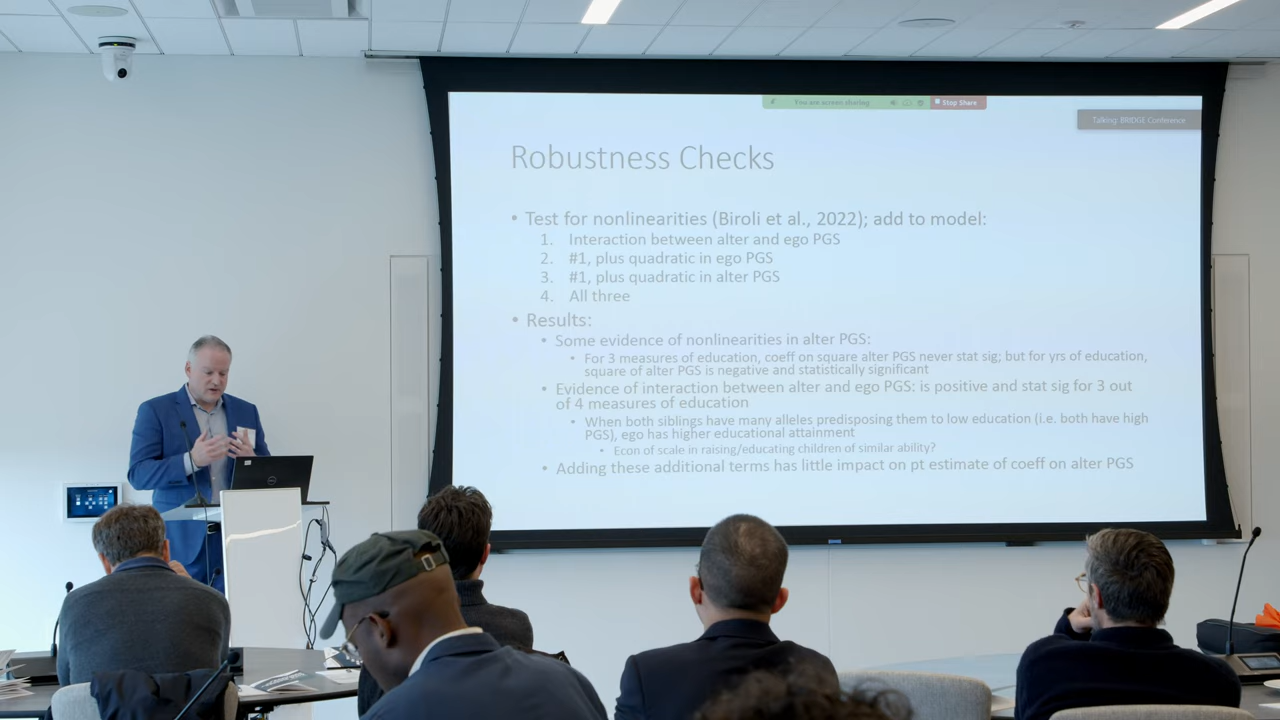 You are screen sharing
Stop Share
Talking: BRIDGE Conference
Robustness Checks
• Test for nonlinearities (Biroli et al., 2022); add to model:
1. Interaction between alter and ego PGS
2. #1, plus quadratic in ego PGS
3. #1, plus quadratic in alter PGS
4. All three
• Results:
• Some evidence of nonlinearities in alter PGS:
• For 3 measures of education, coeff on square alter PGS never stat sig; but for yrs of education,
square of alter PGS is negative and statistically significant
• Evidence of interaction between alter and ego PGS: is positive and stat sig for 3 out
of 4 measures of education
• When both siblings have many alleles predisposing them to low education (i.e. both have high
PGS), ego has higher educational attainment
• Econ of scale in raising/educating children of similar ability?
• Adding these additional terms has little impact on pt estimate of coeff on alter PGS
DELL